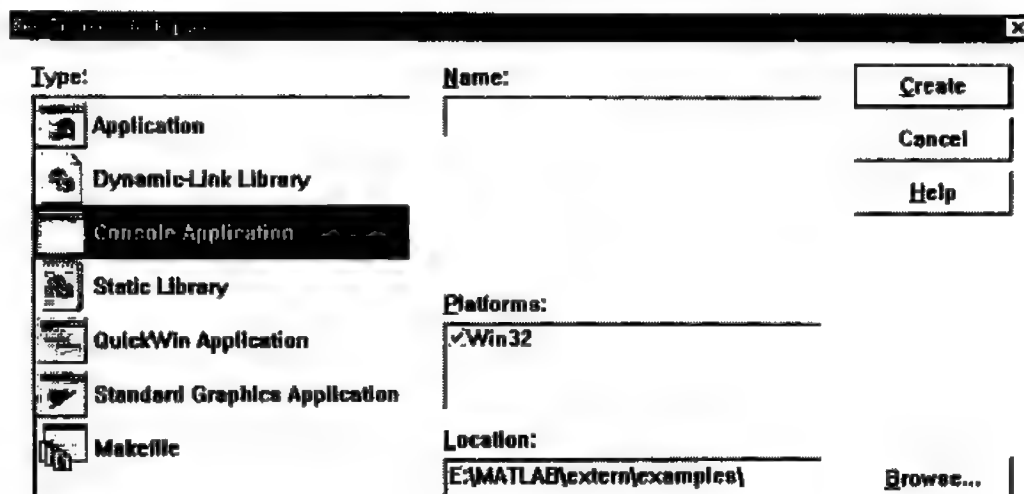 Type:
Application
Dynamic-Link Library
Console Application
Static Library
QuickWin Application
Standard Graphics Application
Makefile
Name:
Platforms:
Win32
Location:
E:\MATLAB\extern\examples\
Create
Cancel
Help
Browse...